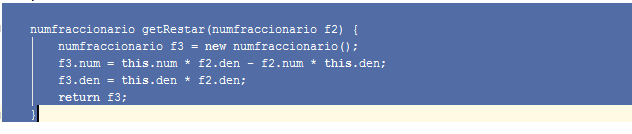 numfraccionario getRestar(numfraccionario f2) {
numfraccionario f3 = new numfraccionario();
f3.num = this.num * f2.den - f2.num * this.den;
f3.den = this.den * f2.den;
return f3;
}